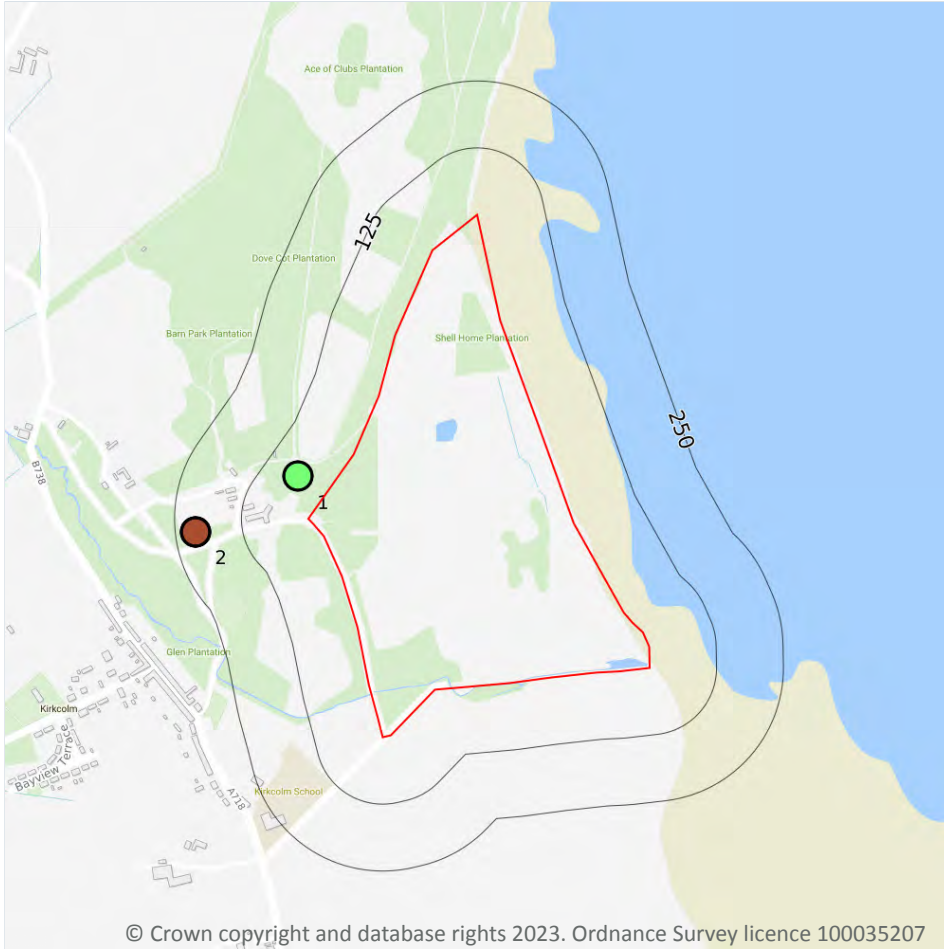 Ace of Clubs Plantation
125
Dove Cot Plantation
Barn Park Plantation
Shell Home Plantation
250
B738
1
2
Glen Plantation
Kirkcolm
Bayview Terrace
A718
Kirkcolm School
© Crown copyright and database rights 2023. Ordnance Survey licence 100035207